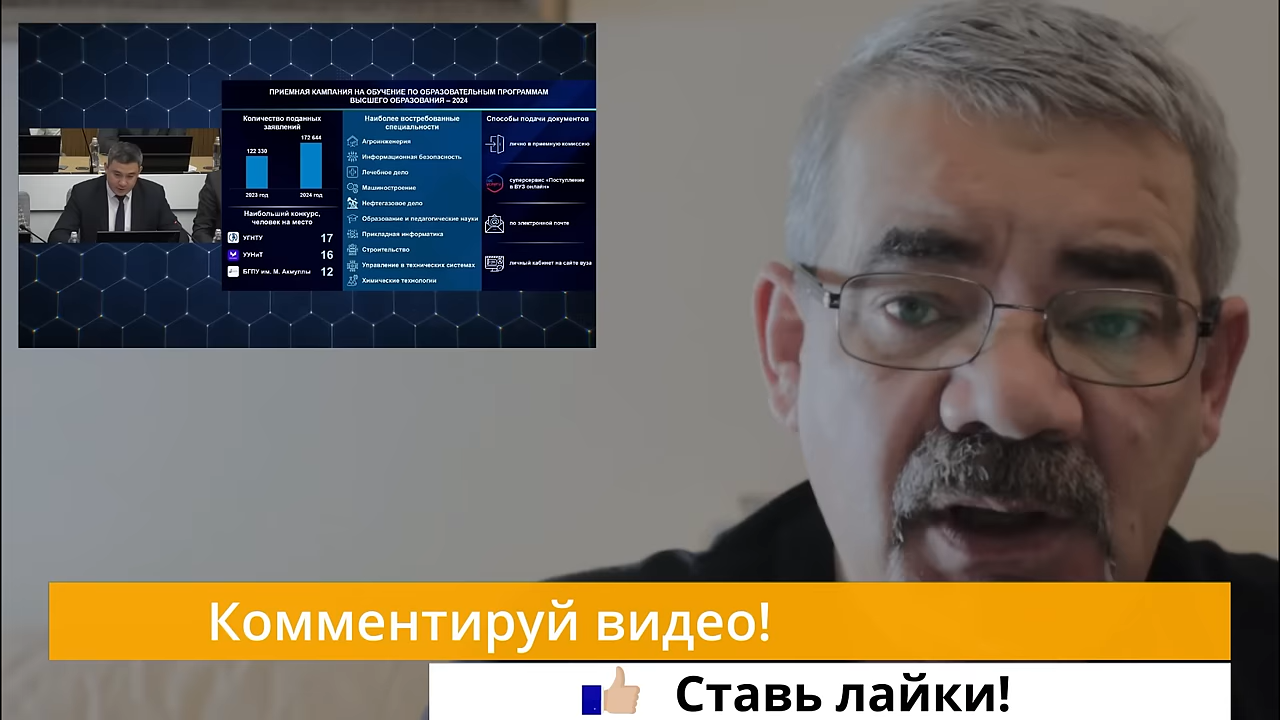 ПРИЕМНАЯ КАМПАНИЯ НА ОБУЧЕНИЕ ПО ОБРАЗОВАТЕЛЬНЫМ ПРОГРАММАМ
ВЫСШЕГО ОБРАЗОВАНИЯ – 2024
Количество поданных
заявлений
122 330
172 644
2023 год
2024 год
Наибольший конкурс,
человек на место
УГНТУ 17
УУНиТ 16
БГПУ им. М. Акмуллы 12
Наиболее востребованные
специальности
Агроинженерия
Информационная безопасность
Лечебное дело
Машиностроение
Нефтегазовое дело
Образование и педагогические науки
Прикладная информатика
Строительство
Управление в технических системах
Химические технологии
Способы подачи документов
лично в приемную комиссию
суперсервис «Поступление
в ВУЗ онлайн»
по электронной почте
личный кабинет на сайте вуза
Комментируй видео!
Ставь лайки!